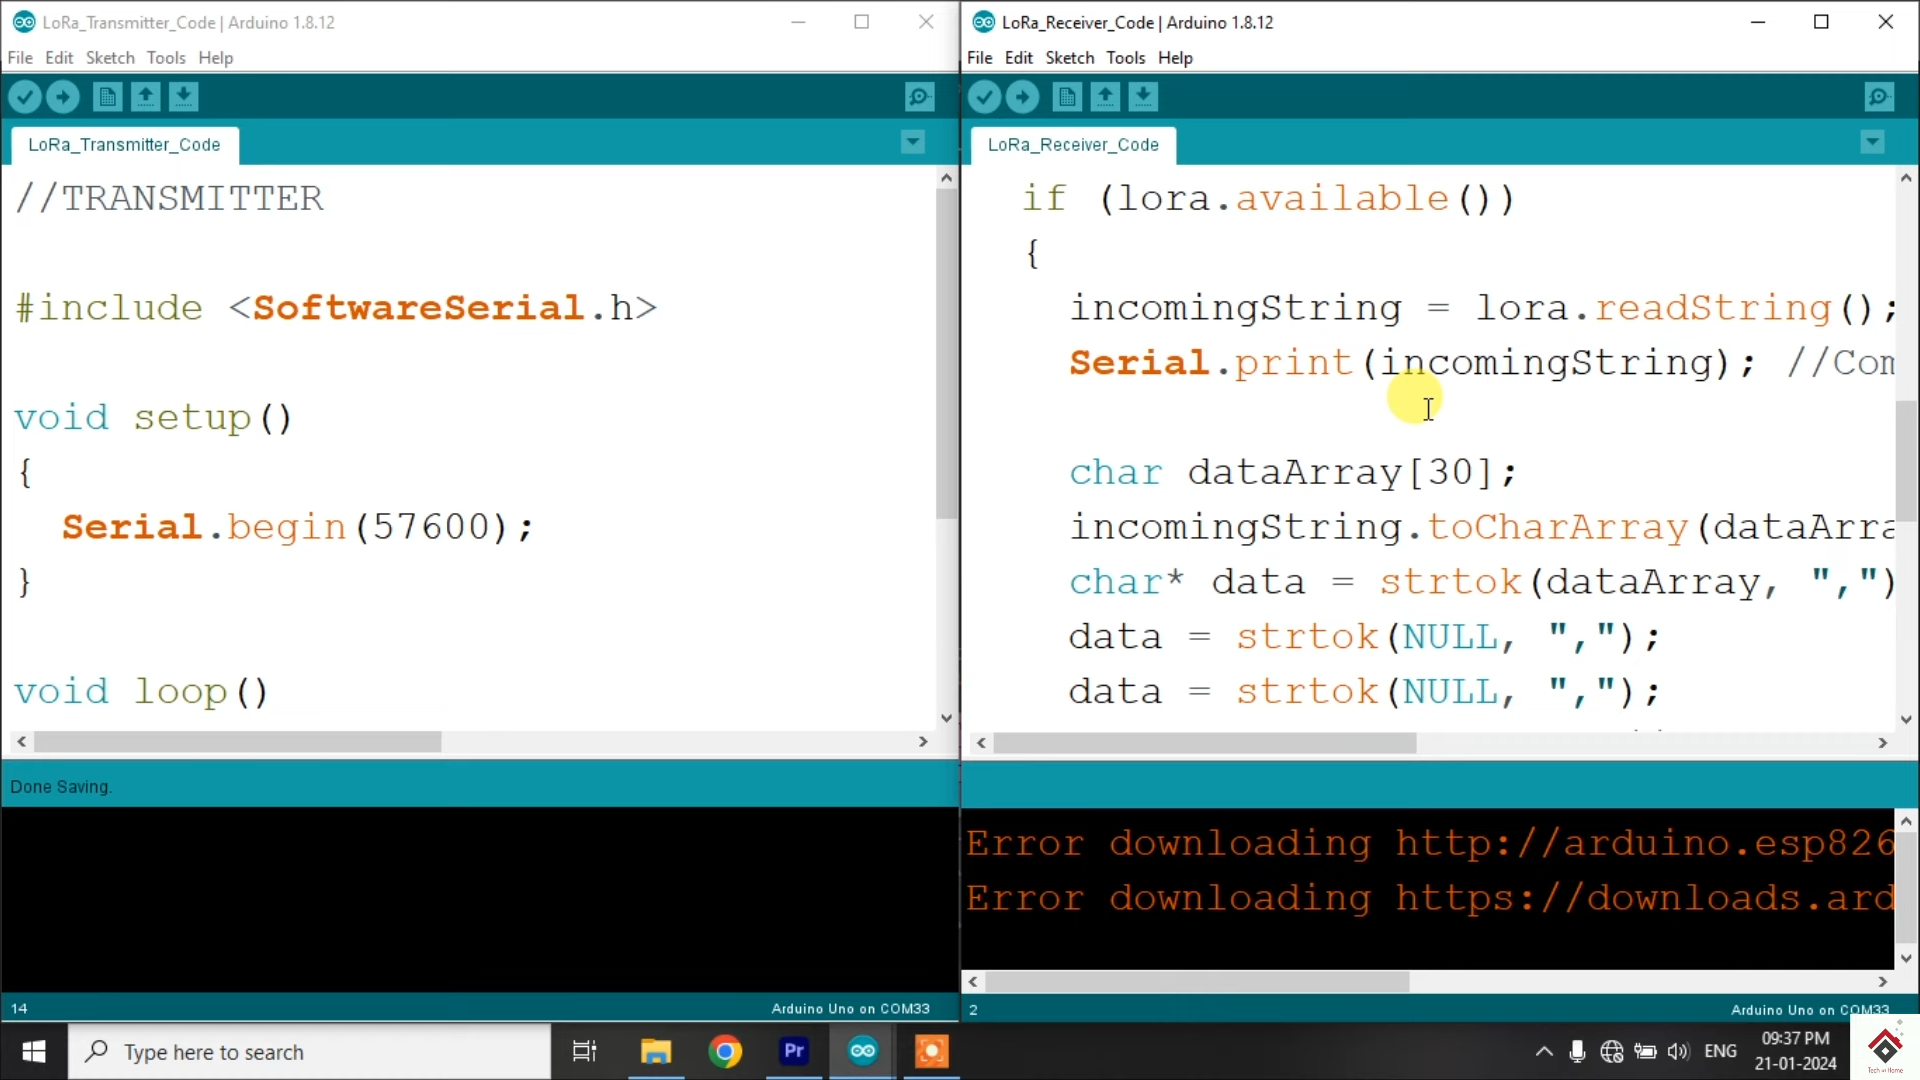 LoRa_Transmitter_Code | Arduino 1.8.12
File Edit Sketch Tools Help
LoRa_Transmitter_Code
//TRANSMITTER
#include <SoftwareSerial.h>
void setup()
{
Serial.begin(57600);
}
void loop()
Done Saving.
14
Arduino Uno on COM33
LoRa_Receiver_Code | Arduino 1.8.12
File Edit Sketch Tools Help
LoRa_Receiver_Code
if (lora.available())
{
incomingString = lora.readString();
Serial.print(incomingString); //Com
char dataArray[30];
incomingString.toCharArray(dataArra
char* data = strtok(dataArray, ",")
data = strtok(NULL, ",");
data = strtok(NULL, ",");
Error downloading http://arduino.esp826
Error downloading https://downloads.ard
2
Arduino Uno on COM33
Type here to search
Pr
ENG
09:37 PM
21-01-2024
Tech at Home